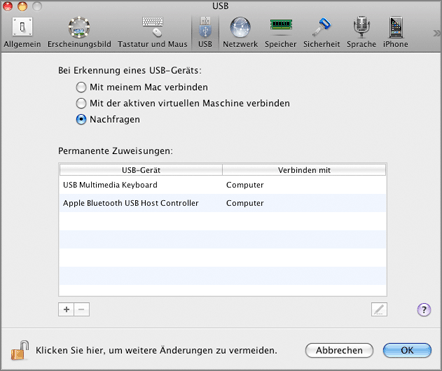 USB
Allgemein Erscheinungsbild Tastatur und Maus USB Netzwerk Speicher Sicherheit Sprache iPhone »
Bei Erkennung eines USB-Geräts:
Mit meinem Mac verbinden
Mit der aktiven virtuellen Maschine verbinden
Nachfragen
Permanente Zuweisungen:
USB-Gerät Verbinden mit
USB Multimedia Keyboard Computer
Apple Bluetooth USB Host Controller Computer
+ − ?
Klicken Sie hier, um weitere Änderungen zu vermeiden. Abbrechen OK